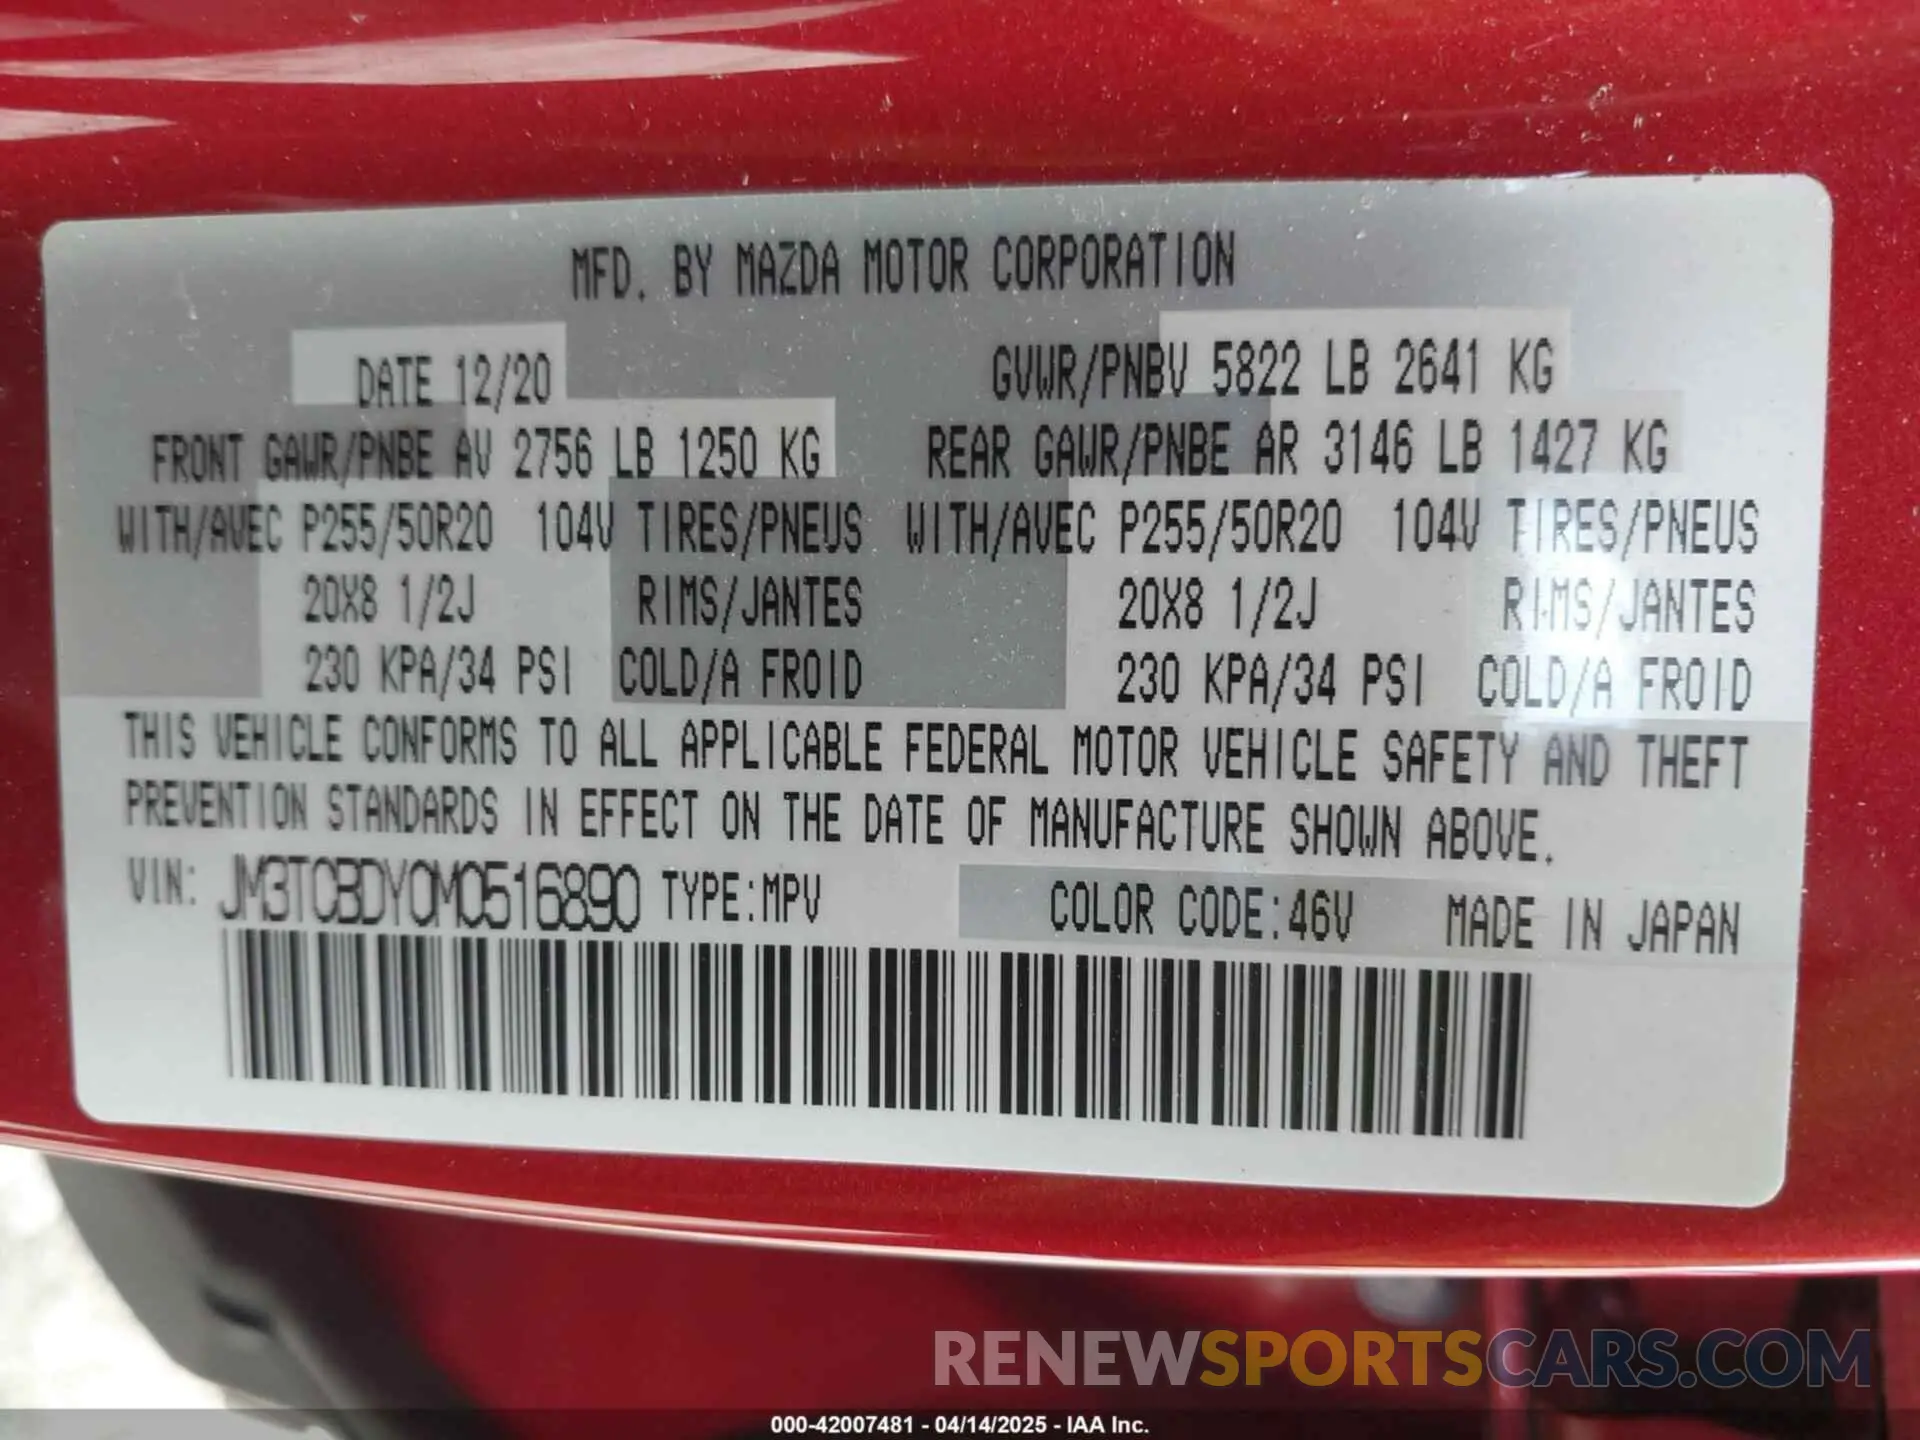 MFD. BY MAZDA MOTOR CORPORATION
DATE 12/20 GVWR/PNBV 5822 LB 2641 KG
FRONT GAWR/PNBE AV 2756 LB 1250 KG REAR GAWR/PNBE AR 3146 LB 1427 KG
WITH/AVEC P255/50R20 104V TIRES/PNEUS WITH/AVEC P255/50R20 104V TIRES/PNEUS
20X8 1/2J RIMS/JANTES 20X8 1/2J RIMS/JANTES
230 KPA/34 PSI COLD/A FROID 230 KPA/34 PSI COLD/A FROID
THIS VEHICLE CONFORMS TO ALL APPLICABLE FEDERAL MOTOR VEHICLE SAFETY AND THEFT
PREVENTION STANDARDS IN EFFECT ON THE DATE OF MANUFACTURE SHOWN ABOVE.
VIN: JM3TCBDY0M0516890 TYPE:MPV COLOR CODE:46V MADE IN JAPAN
RENEWSPORTSCARS.COM
000-42007481 - 04/14/2025 - IAA Inc.